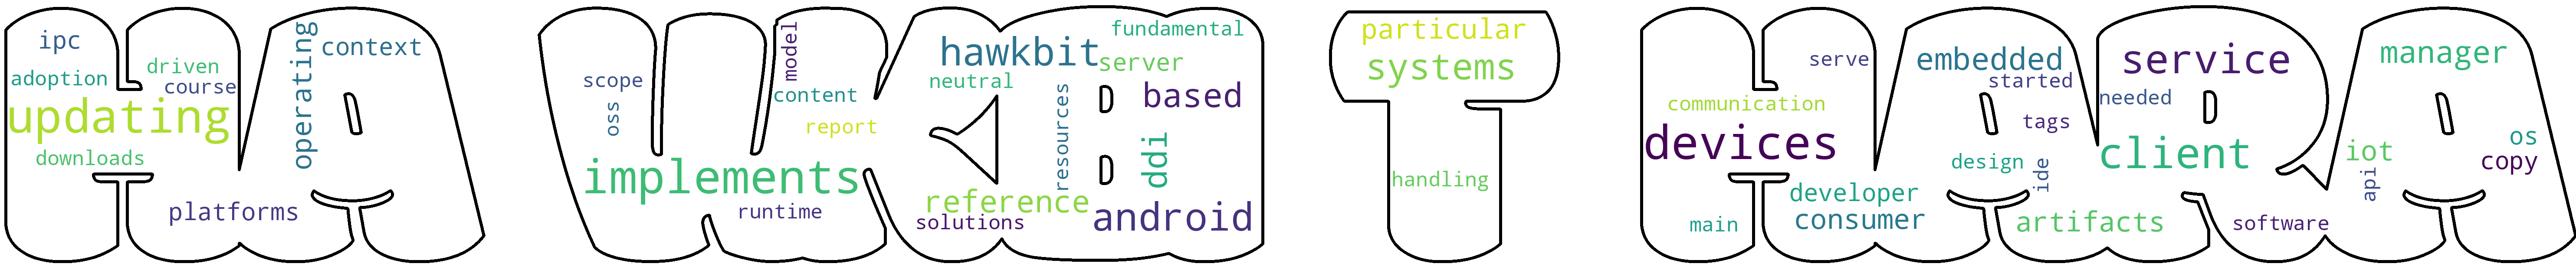 ipc
adoption
driven
course
updating
downloads
platforms
operating
context
scope
oss
model
content
report
implements
runtime
hawkbit
neutral
fundamental
server
resources
based
ddi
reference
solutions
android
particular
systems
handling
serve
communication
devices
main
developer
consumer
embedded
started
tags
design
ide
artifacts
service
needed
client
software
manager
iot
api
os
copy